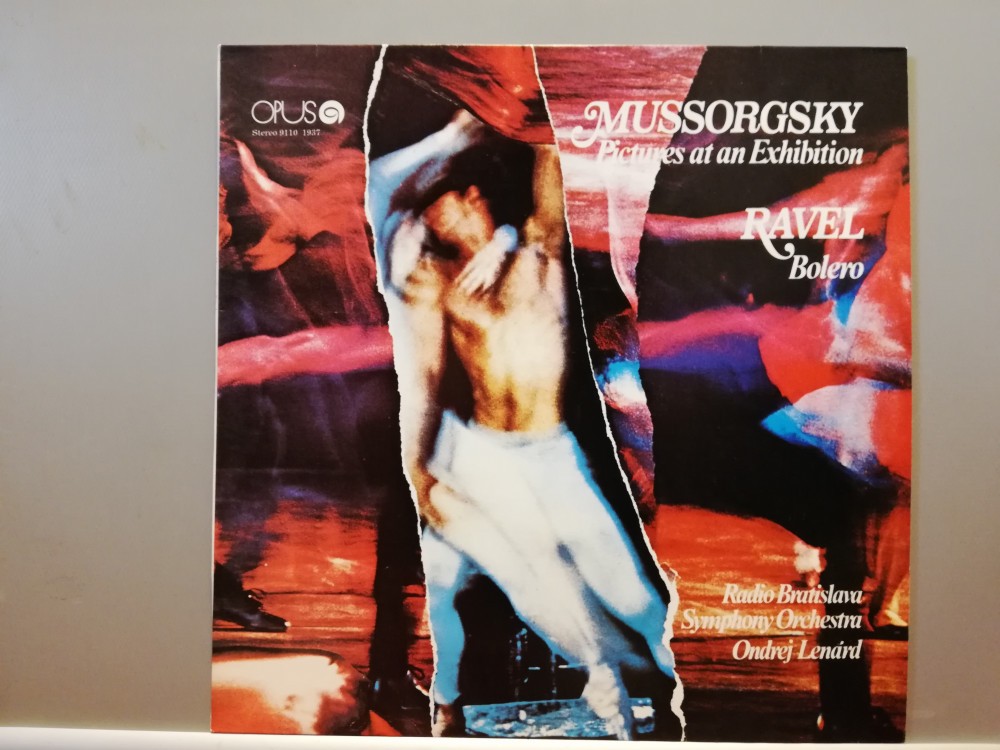 OPUS
Stereo 9110 1937
MUSSORGSKY
Pictures at an Exhibition
RAVEL
Bolero
Radio Bratislava
Symphony Orchestra
Ondrej Lenárd